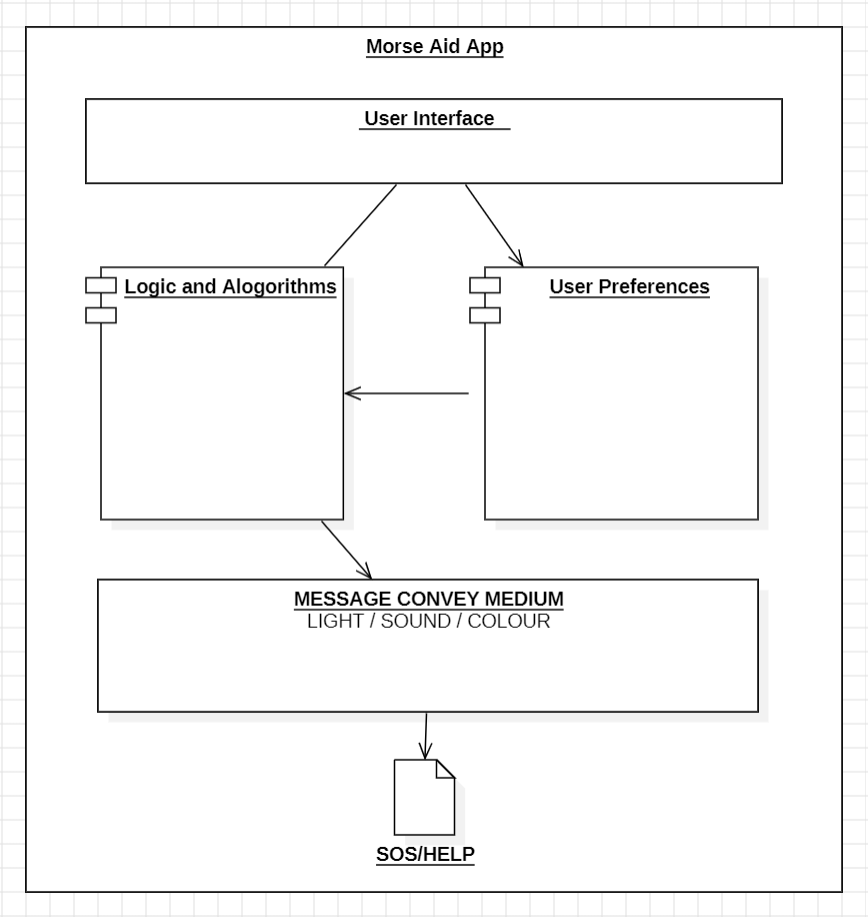 Morse Aid App
User Interface
Logic and Alogorithms
User Preferences
MESSAGE CONVEY MEDIUM
LIGHT / SOUND / COLOUR
SOS/HELP